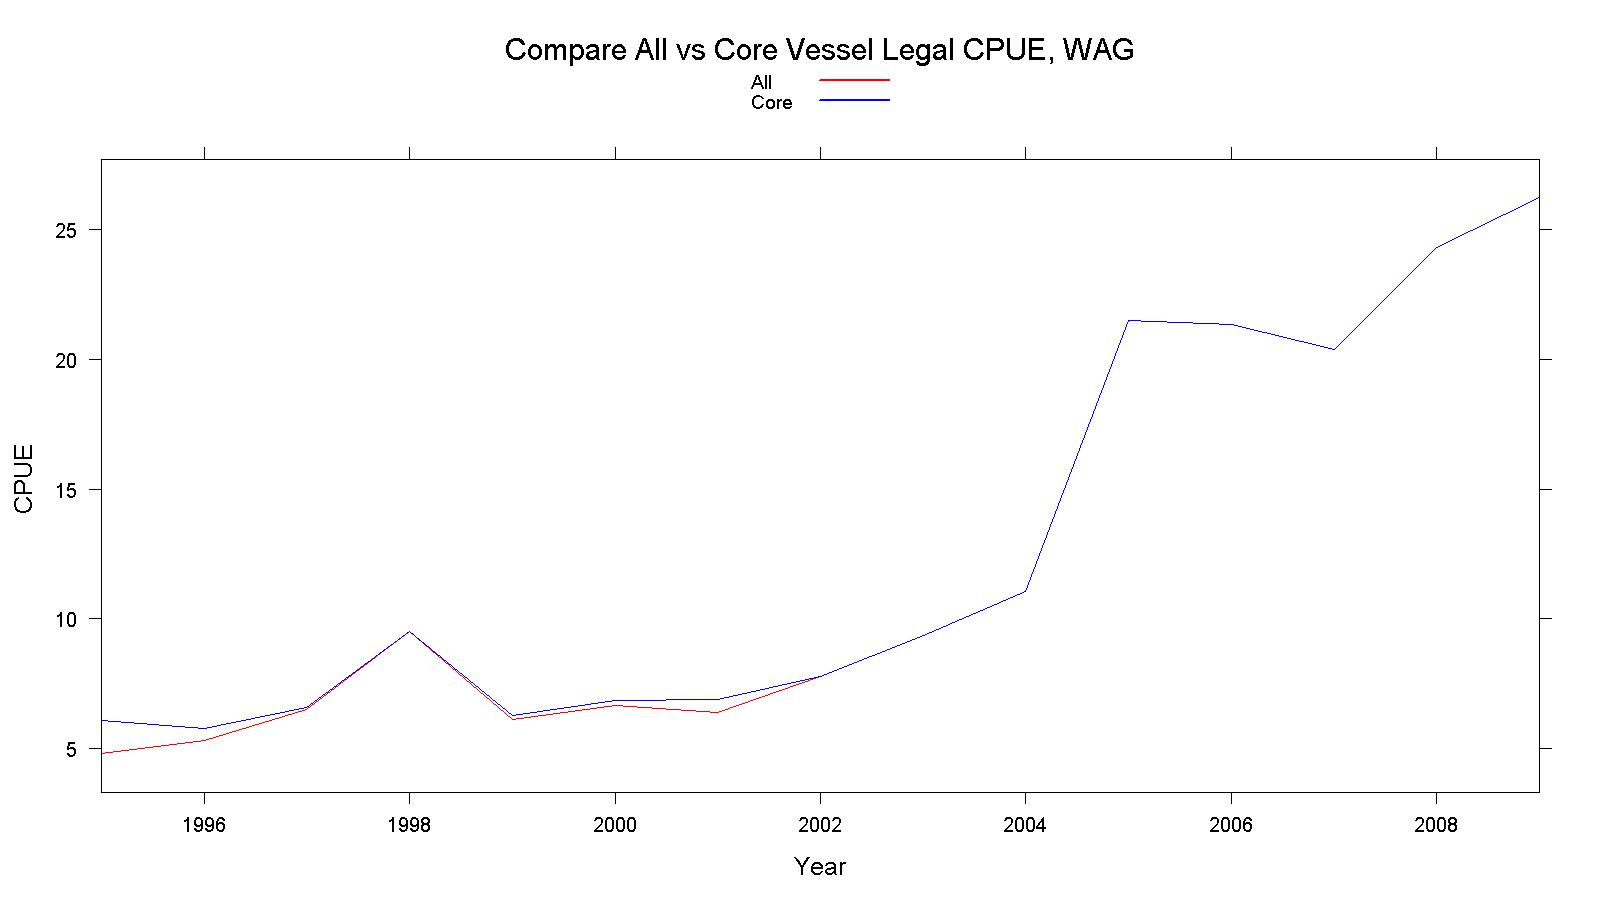 Compare All vs Core Vessel Legal CPUE, WAG
All
Core
25
20
15
10
5
CPUE
1996 1998 2000 2002 2004 2006 2008
Year